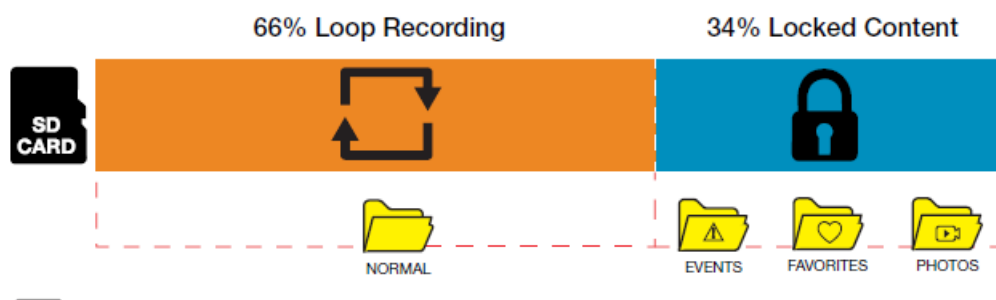 66% Loop Recording
34% Locked Content
SD
CARD
NORMAL
EVENTS
FAVORITES
PHOTOS